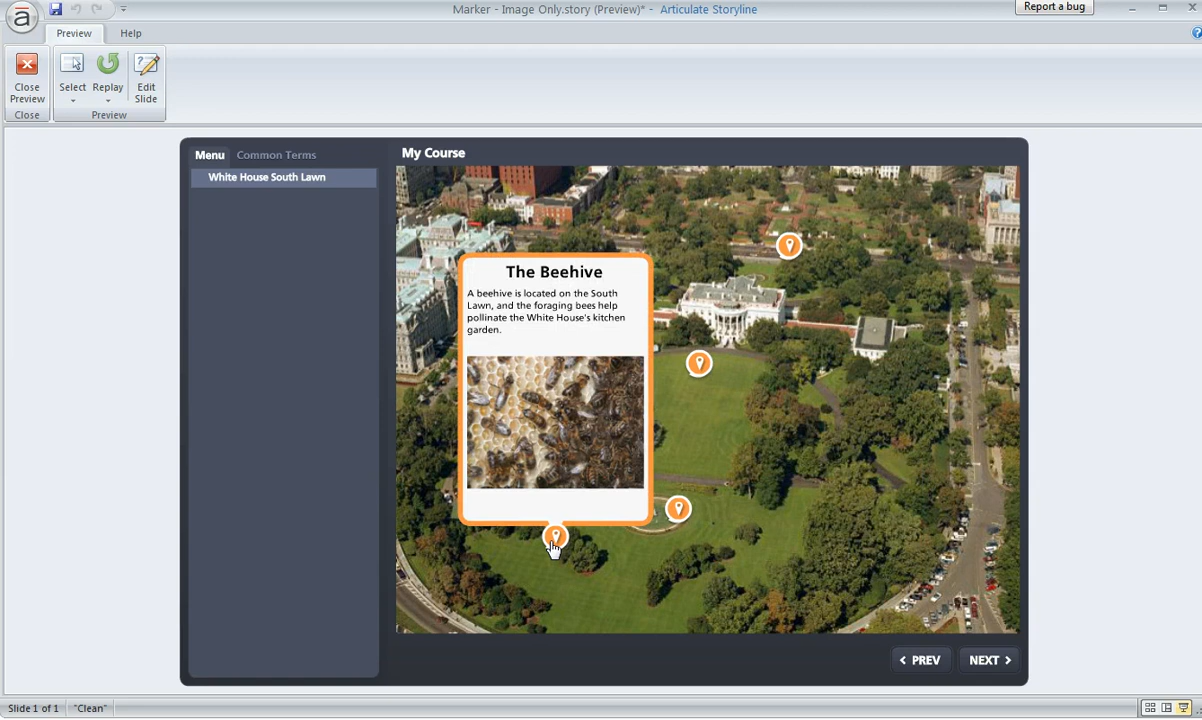 Marker - Image Only.story (Preview)* - Articulate Storyline
Report a bug
Preview
Help
Close Preview
Select
Replay
Edit Slide
Close
Preview
Menu
Common Terms
White House South Lawn
My Course
The Beehive
A beehive is located on the South
Lawn, and the foraging bees help
pollinate the White House's kitchen
garden.
PREV
NEXT
Slide 1 of 1
"Clean"